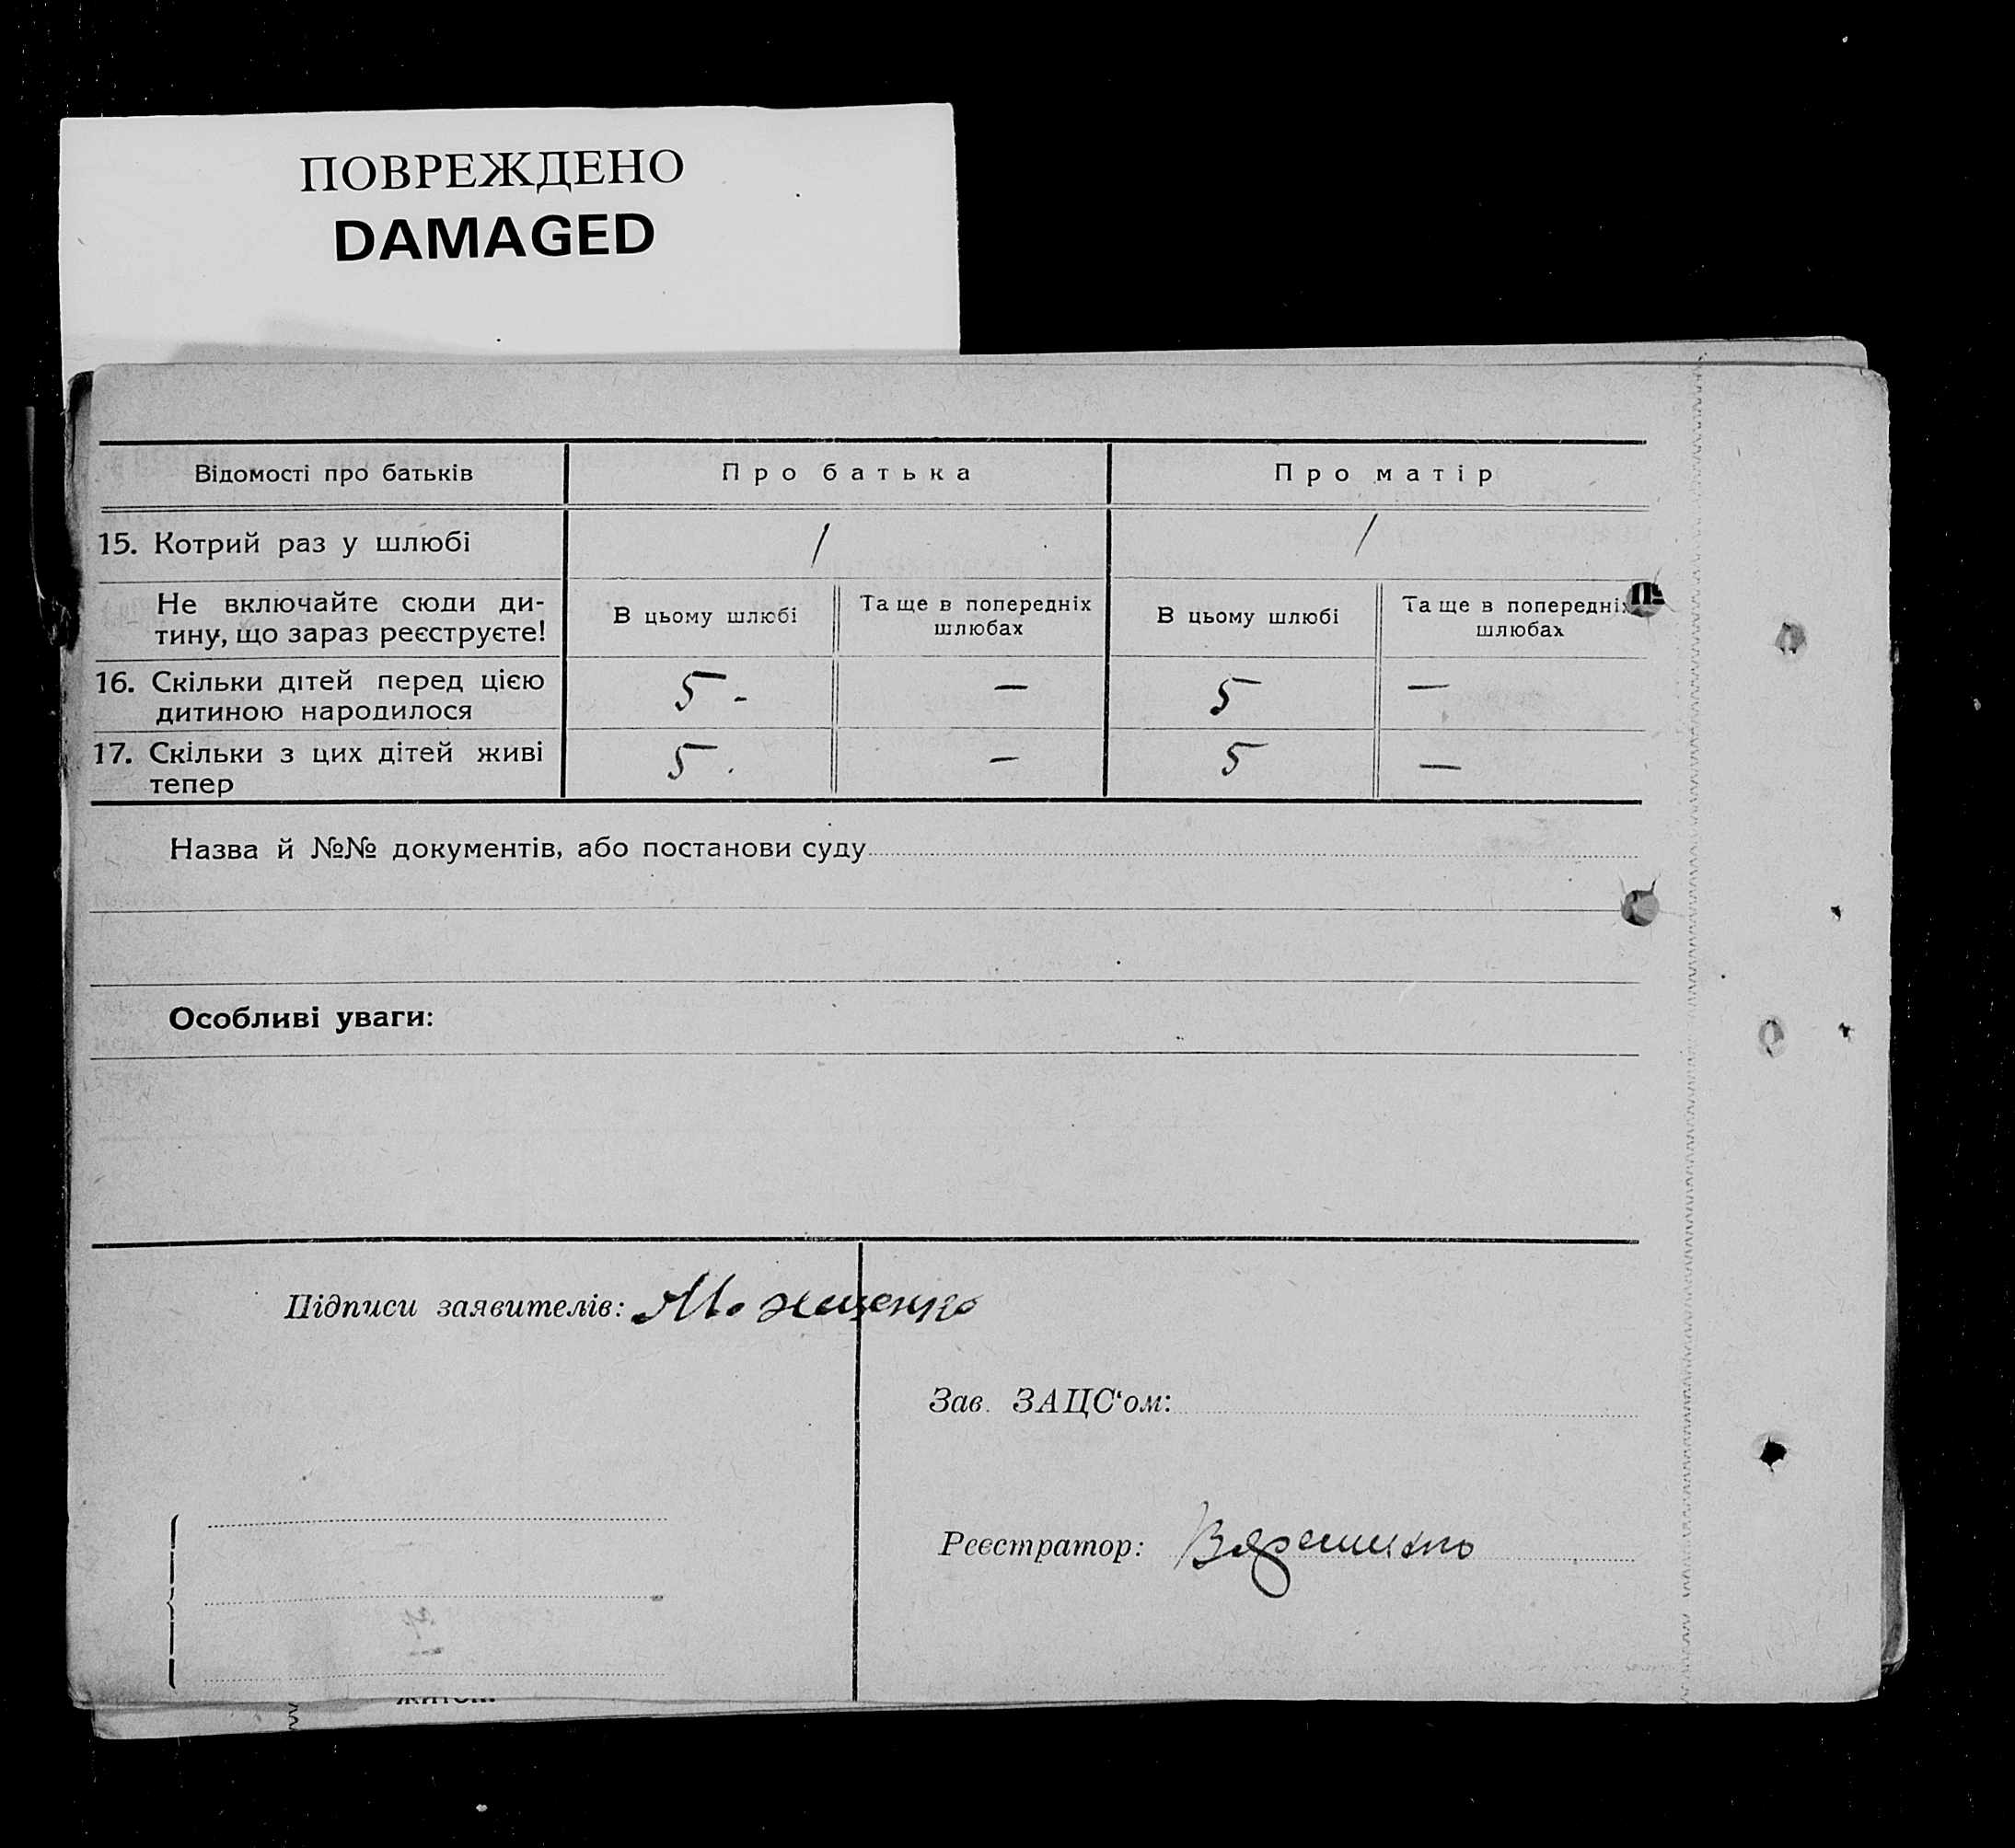 ПОВРЕЖДЕНО
DAMAGED
Відомості про батьків
Про батька
Про матір
15. Котрий раз у шлюбі
/
/
Не включайте сюди ди-
тину, що зараз реєструєте!
В цьому шлюбі
Та ще в попередніх
шлюбах
В цьому шлюбі
Та ще в попередніх
шлюбах
16. Скільки дітей перед цією
дитиною народилося
5 -
—
5
—
17. Скільки з цих дітей живі
тепер
5.
—
5
—
Назва й №№ документів, або постанови суду
Особливі уваги:
Підписи заявителів:
Зав. ЗАЦС‘ом:
Реєстратор: